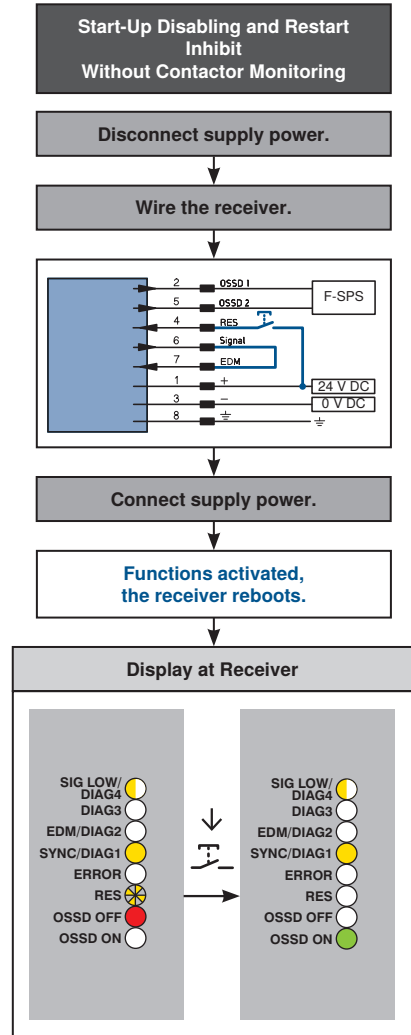 Start-Up Disabling and Restart
Inhibit
Without Contactor Monitoring
Disconnect supply power.
Wire the receiver.
2 OSSD 1
F-SPS
5 OSSD 2
4 RES
6 Signal
7 EDM
1 + 24 V DC
3 – 0 V DC
8
Connect supply power.
Functions activated,
the receiver reboots.
Display at Receiver
SIG LOW/
DIAG4
DIAG3
EDM/DIAG2
SYNC/DIAG1
ERROR
RES
OSSD OFF
OSSD ON
SIG LOW/
DIAG4
DIAG3
EDM/DIAG2
SYNC/DIAG1
ERROR
RES
OSSD OFF
OSSD ON